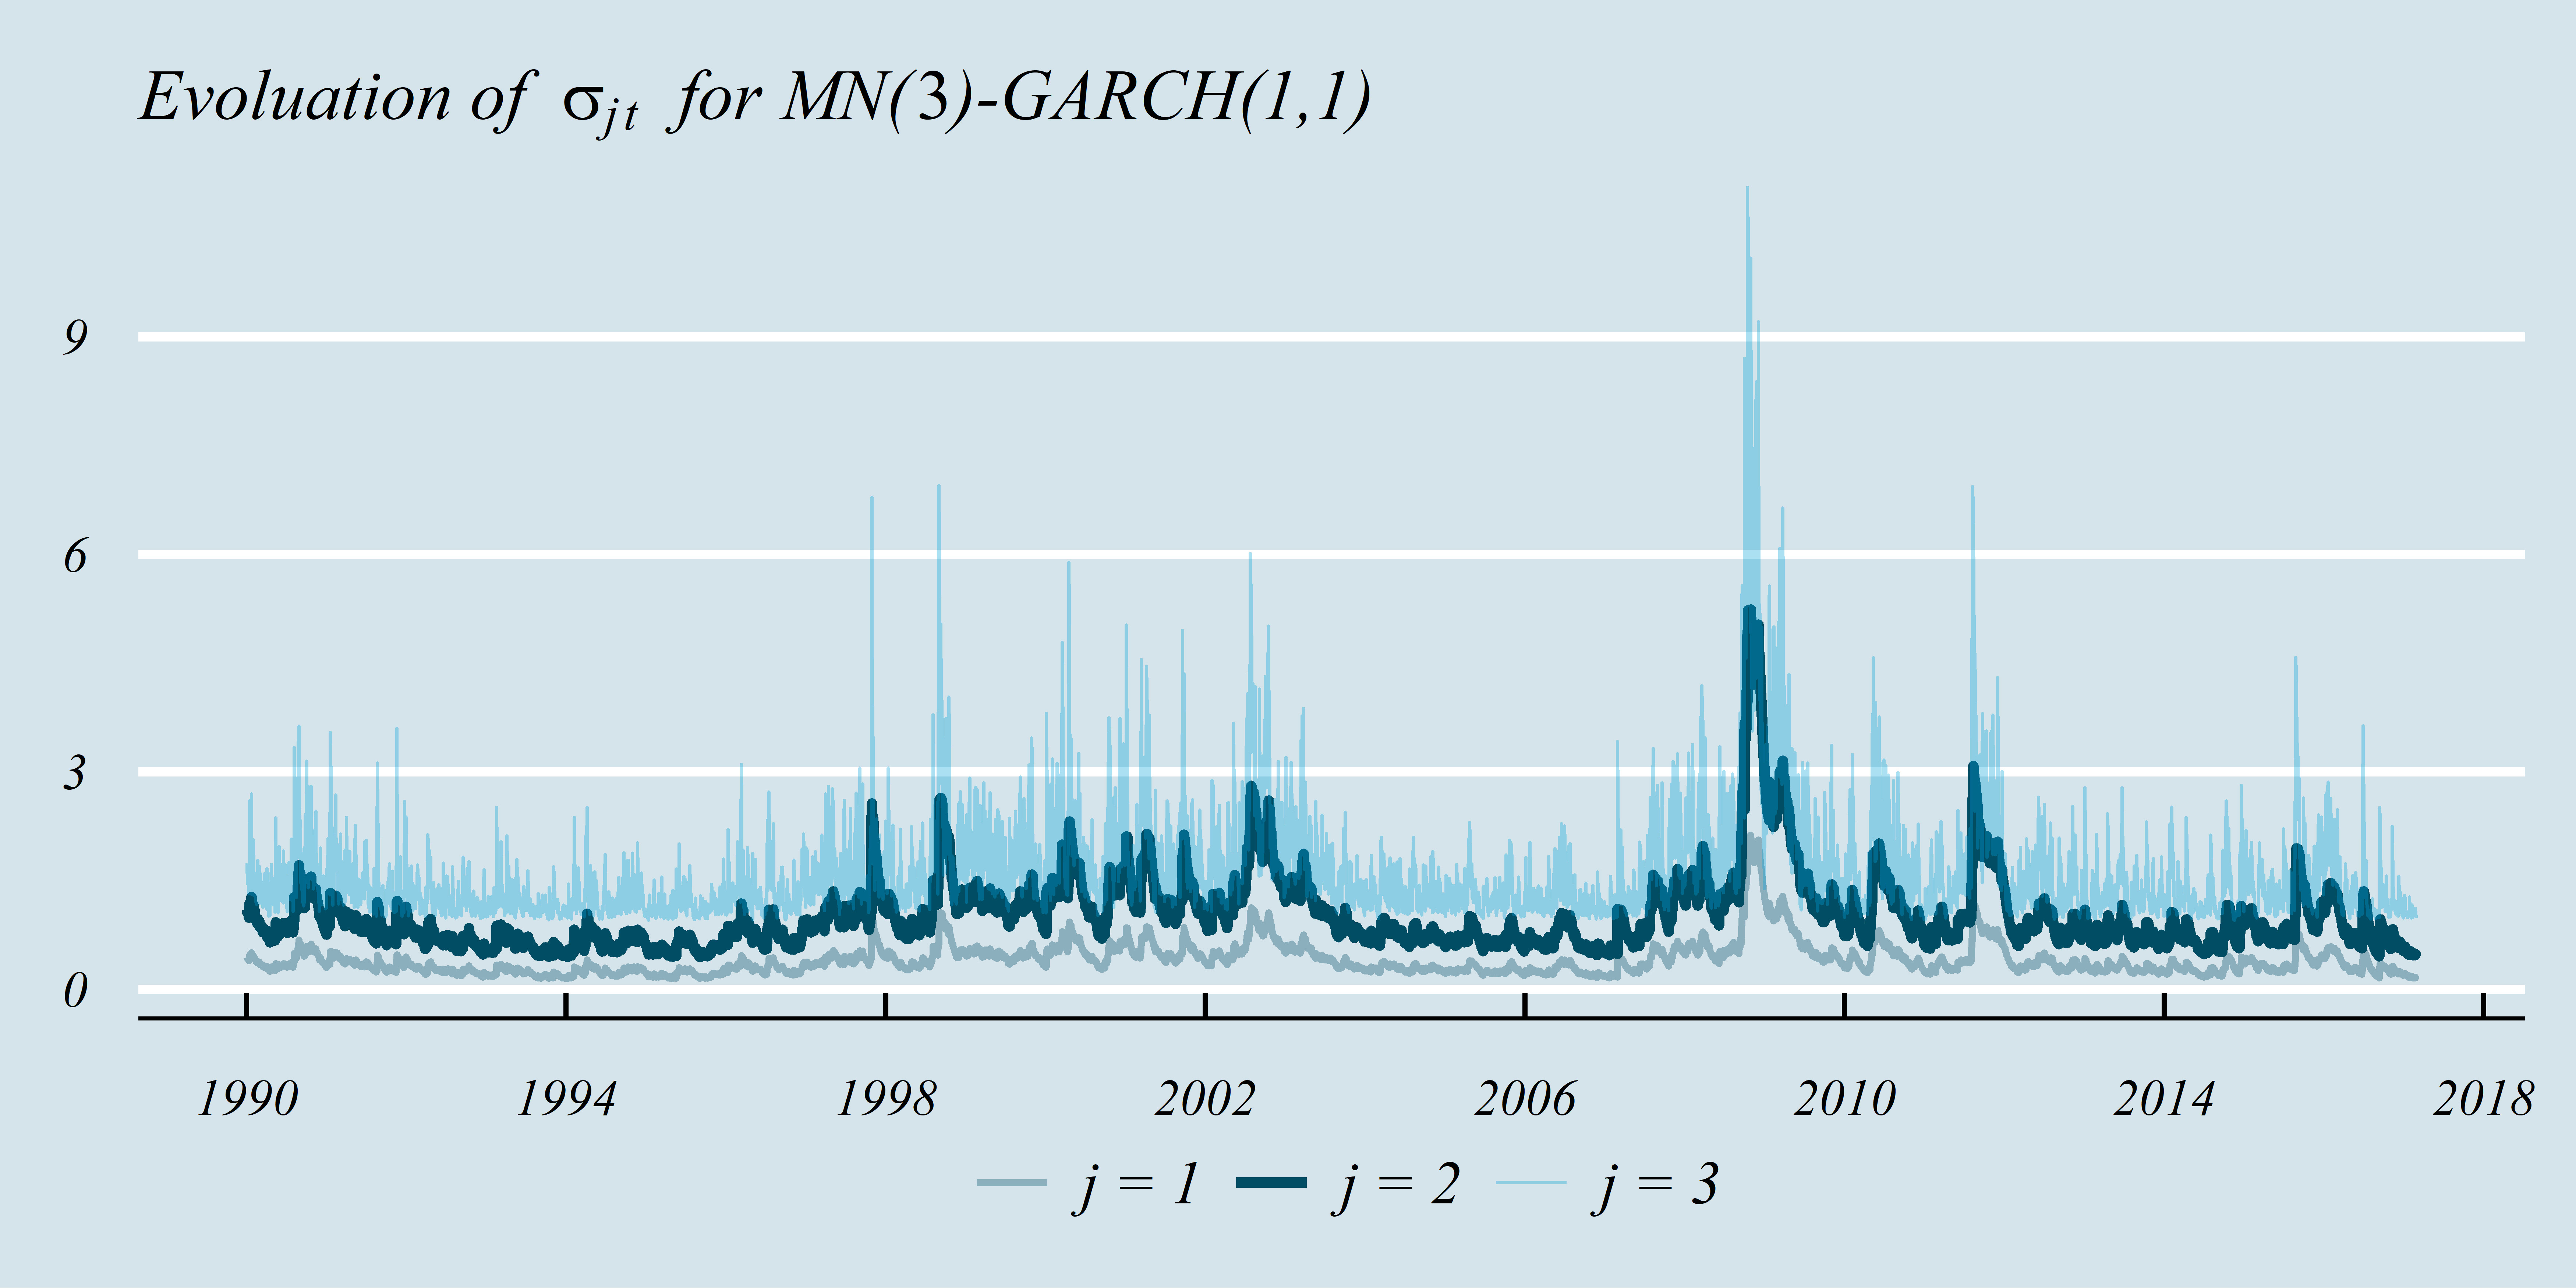 Evoluation of σjt for MN(3)-GARCH(1,1)
9
6
3
0
1990 1994 1998 2002 2006 2010 2014 2018
j = 1 j = 2 j = 3